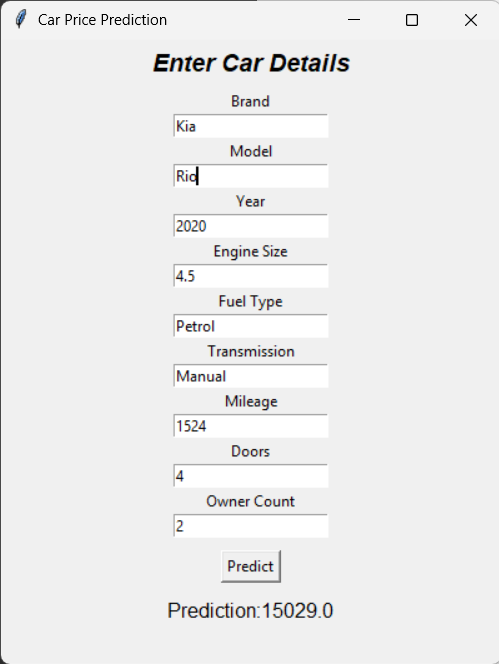 Car Price Prediction
Enter Car Details
Brand
Kia
Model
Rio
Year
2020
Engine Size
4.5
Fuel Type
Petrol
Transmission
Manual
Mileage
1524
Doors
4
Owner Count
2
Predict
Prediction:15029.0